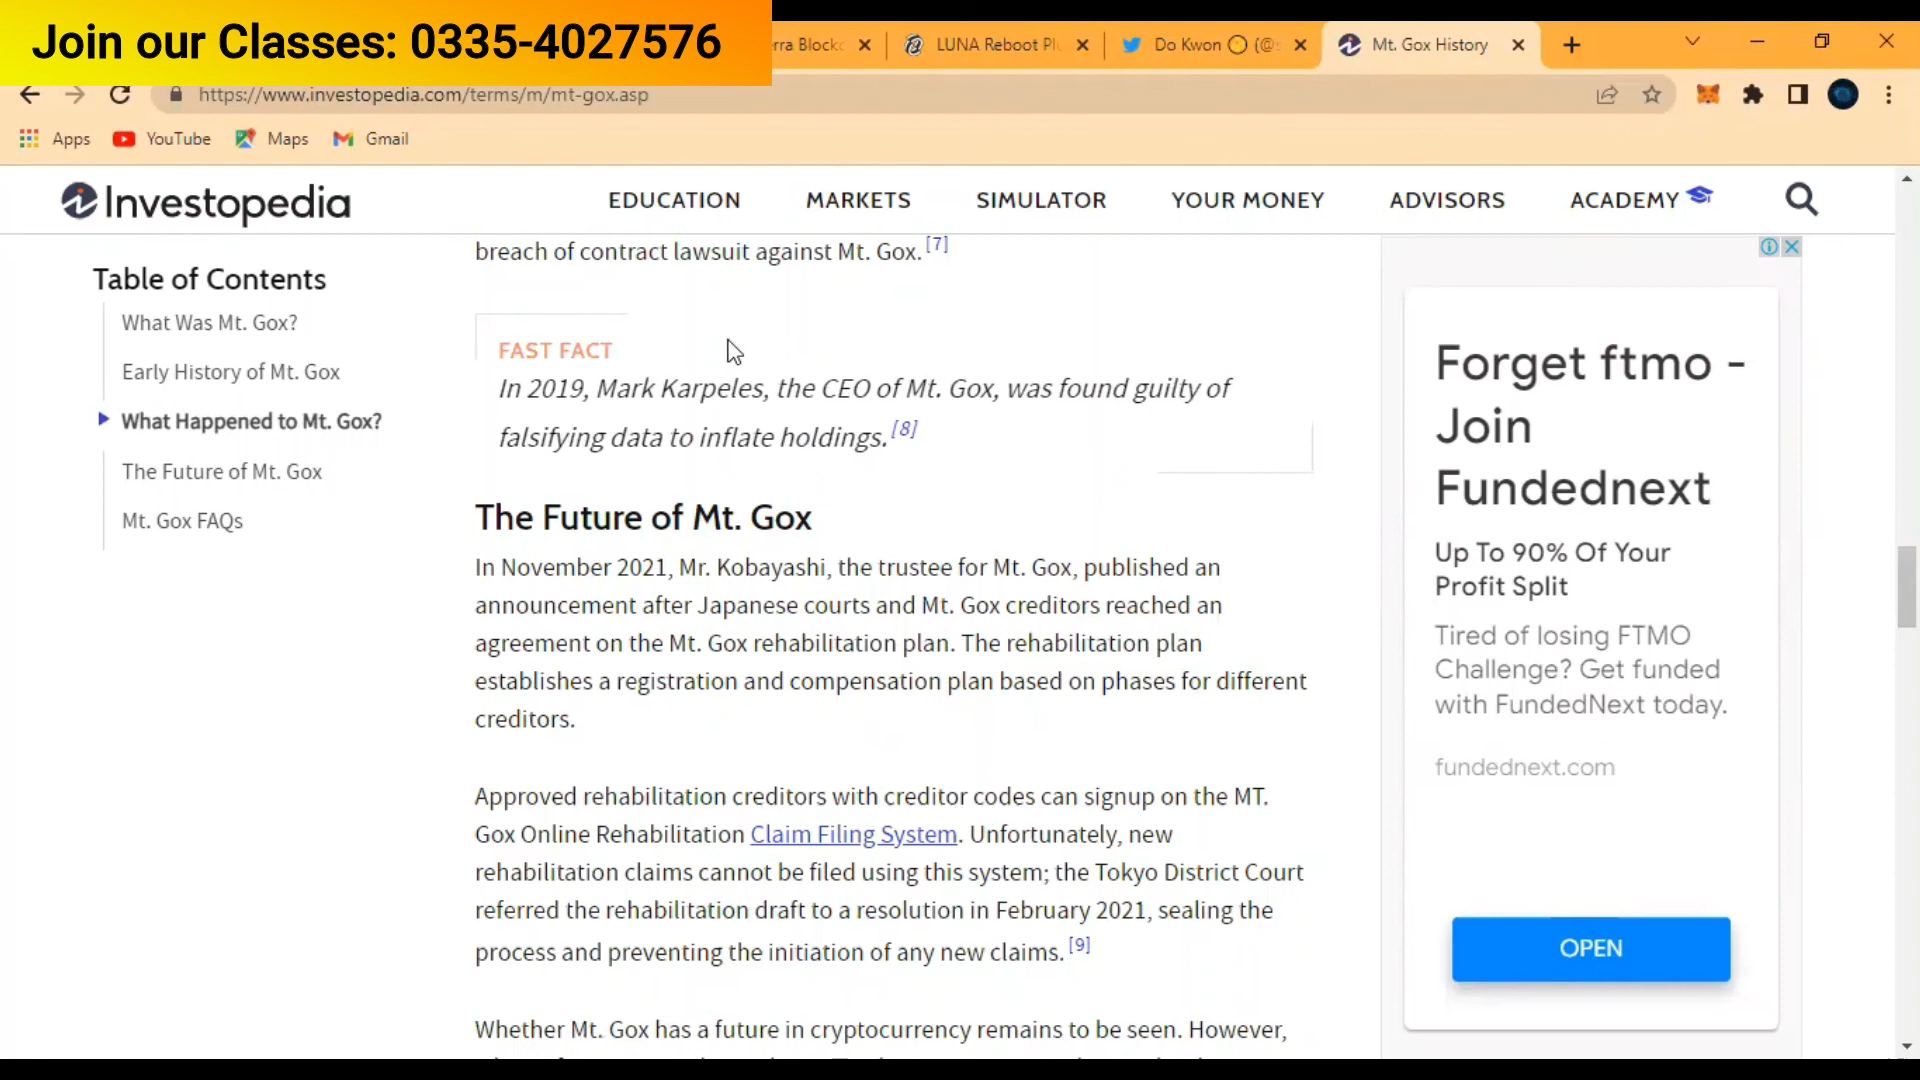 Join our Classes: 0335-4027576
rra Blockc
LUNA Reboot Pl
Do Kwon 🌕 (@s
Mt. Gox History
https://www.investopedia.com/terms/m/mt-gox.asp
Apps
YouTube
Maps
Gmail
Investopedia
EDUCATION
MARKETS
SIMULATOR
YOUR MONEY
ADVISORS
ACADEMY
Table of Contents
What Was Mt. Gox?
Early History of Mt. Gox
What Happened to Mt. Gox?
The Future of Mt. Gox
Mt. Gox FAQs
breach of contract lawsuit against Mt. Gox. [7]
FAST FACT
In 2019, Mark Karpeles, the CEO of Mt. Gox, was found guilty of
falsifying data to inflate holdings. [8]
The Future of Mt. Gox
In November 2021, Mr. Kobayashi, the trustee for Mt. Gox, published an
announcement after Japanese courts and Mt. Gox creditors reached an
agreement on the Mt. Gox rehabilitation plan. The rehabilitation plan
establishes a registration and compensation plan based on phases for different
creditors.
Approved rehabilitation creditors with creditor codes can signup on the MT.
Gox Online Rehabilitation Claim Filing System. Unfortunately, new
rehabilitation claims cannot be filed using this system; the Tokyo District Court
referred the rehabilitation draft to a resolution in February 2021, sealing the
process and preventing the initiation of any new claims. [9]
Whether Mt. Gox has a future in cryptocurrency remains to be seen. However,
Forget ftmo -
Join
Fundednext
Up To 90% Of Your
Profit Split
Tired of losing FTMO
Challenge? Get funded
with FundedNext today.
fundednext.com
OPEN